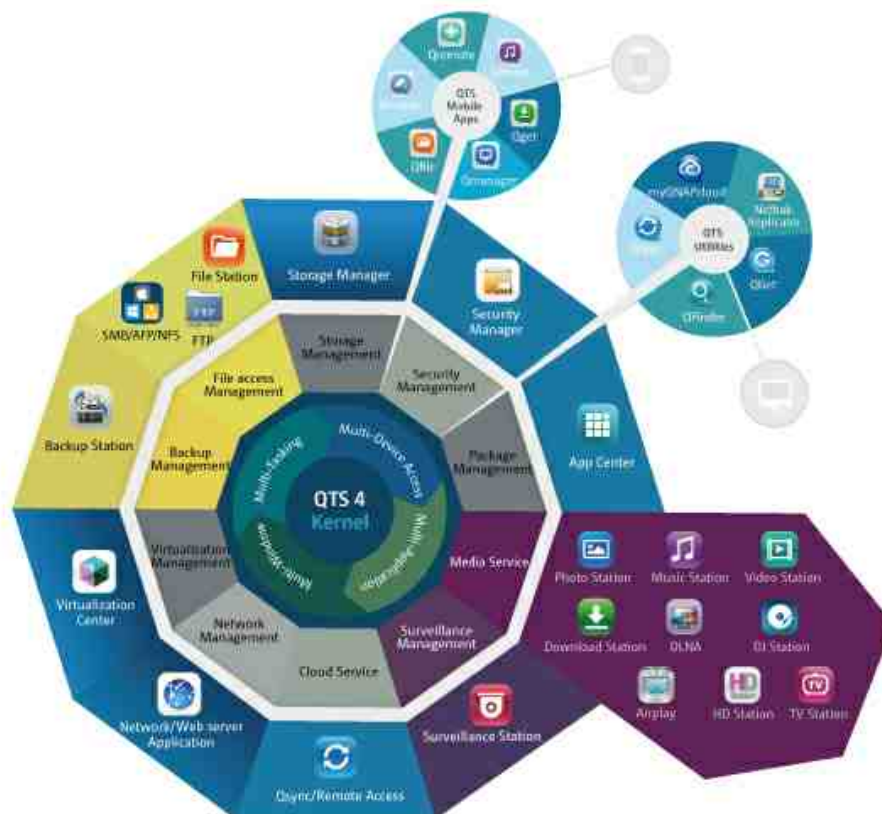 Qremote
QTS
Mobile
Apps
Qget
Qfile
Qmanager
myQNAPcloud
NetBak
Replicator
QTS
Utilities
Qsync
Qget
QFinder
File Station
Storage Manager
SMB/AFP/NFS
FTP
Security
Manager
Storage
Management
File access
Management
Security
Management
Backup Station
Backup
Management
Multi-Tasking
Multi-Device Access
Package
Management
App Center
QTS 4
Kernel
Multi-Window
Multi-Application
Virtualization
Management
Media Service
Photo Station
Music Station
Video Station
Virtualization
Center
Network
Management
Surveillance
Management
Download Station
DLNA
DJ Station
Cloud Service
Network/Web server
Application
Surveillance Station
Airplay
HD
HD Station
TV
TV Station
Qsync/Remote Access